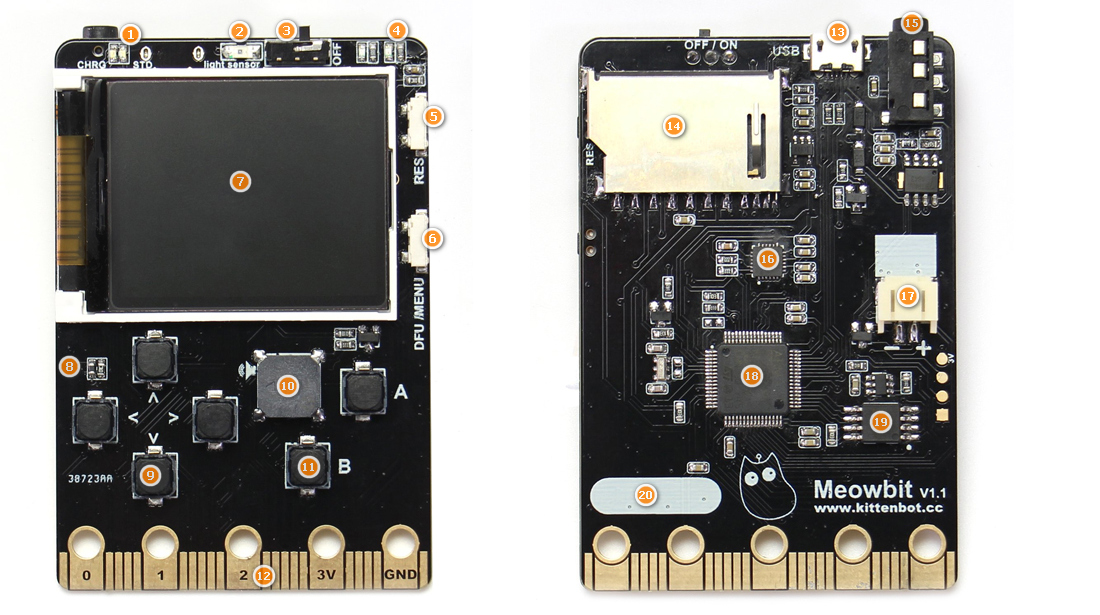 1
2
3
4
CHRG
STD
light sensor
OFF
5
RES
6
7
DFU/MENU
8
A
10
9
11
B
38723AA
0
1
2
12
3V
GND
OFF / ON
USB
13
15
14
RES
16
17
- +
3V
18
19
20
Meowbit V1.1
www.kittenbot.cc